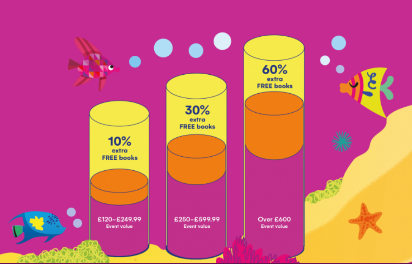 10%
extra
FREE books
£120–£249.99
Event value
30%
extra
FREE books
£250–£599.99
Event value
60%
extra
FREE books
Over £600
Event value